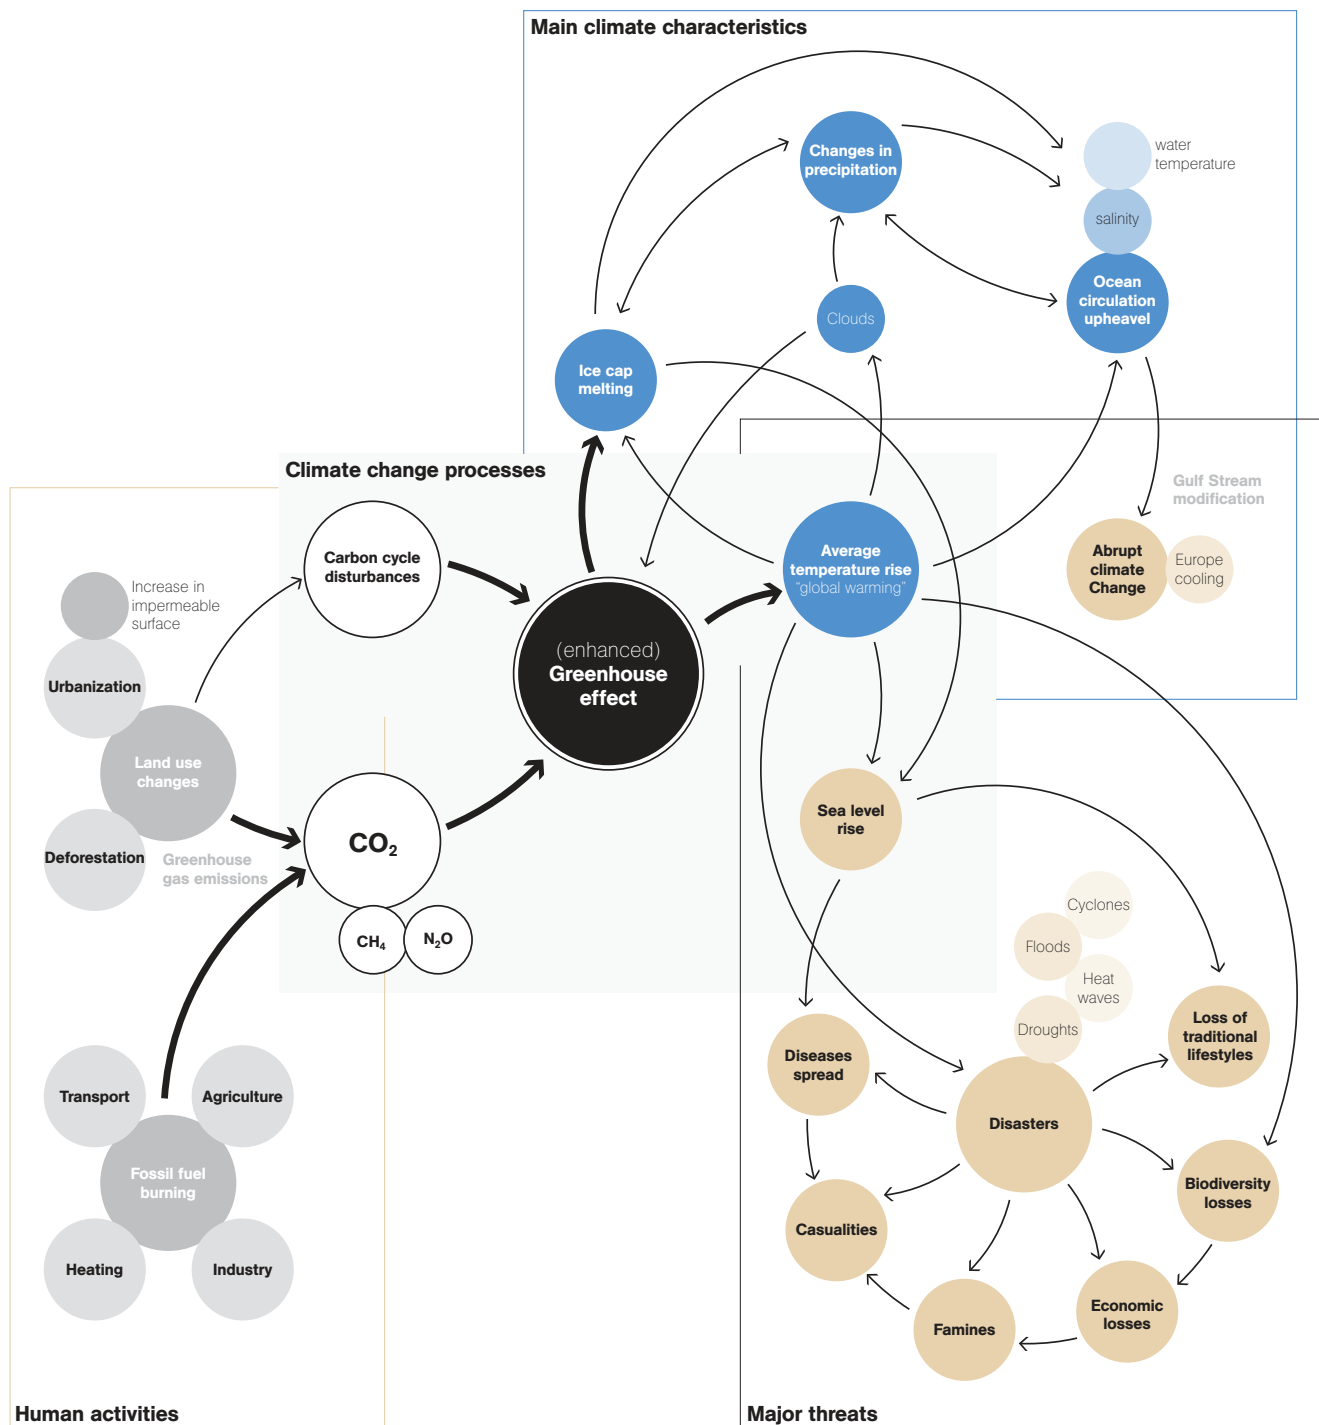 Main climate characteristics
Changes in
precipitation
water
temperature
salinity
Ocean
circulation
upheavel
Clouds
Ice cap
melting
Climate change processes
Carbon cycle
disturbances
Average
temperature rise
“global warming”
Gulf Stream
modification
Abrupt
climate
Change
Europe
cooling
Increase in
impermeable
surface
Urbanization
Land use
changes
Deforestation
Greenhouse
gas emissions
(enhanced)
Greenhouse
effect
CO₂
CH₄
N₂O
Sea level
rise
Cyclones
Floods
Heat
waves
Droughts
Loss of
traditional
lifestyles
Diseases
spread
Disasters
Biodiversity
losses
Casualities
Economic
losses
Famines
Transport
Agriculture
Fossil fuel
burning
Heating
Industry
Human activities
Major threats